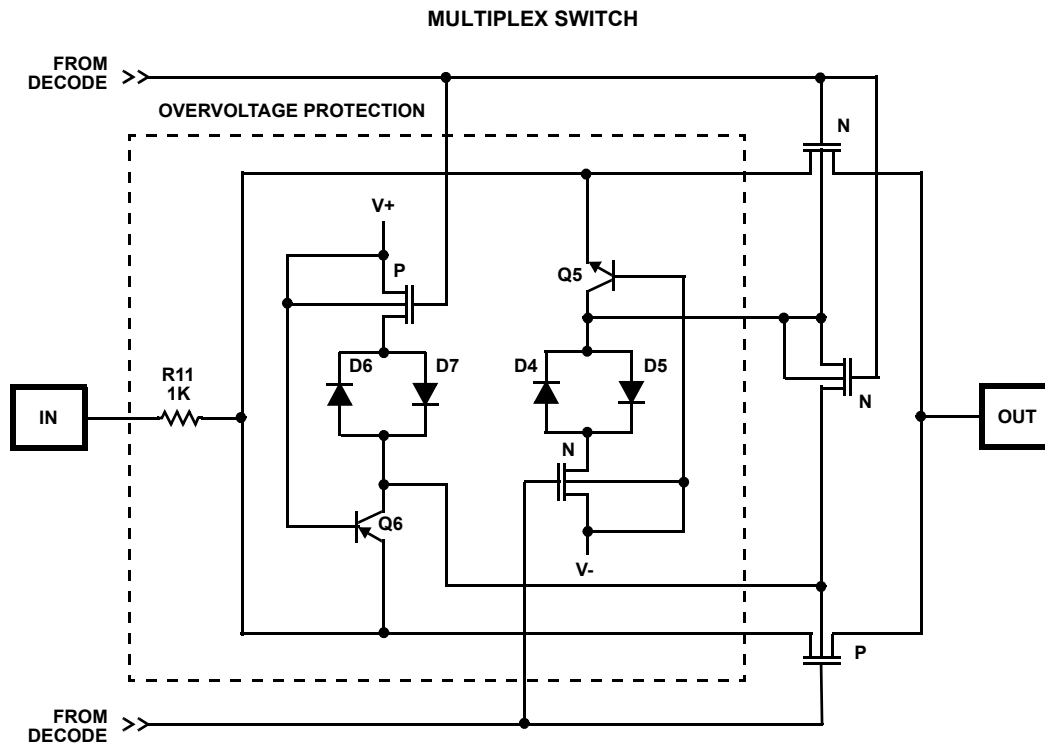 MULTIPLEX SWITCH
FROM
DECODE
OVERVOLTAGE PROTECTION
N
V+
P
Q5
D6
D7
D4
D5
R11
1K
IN
N
OUT
N
Q6
V-
P
FROM
DECODE